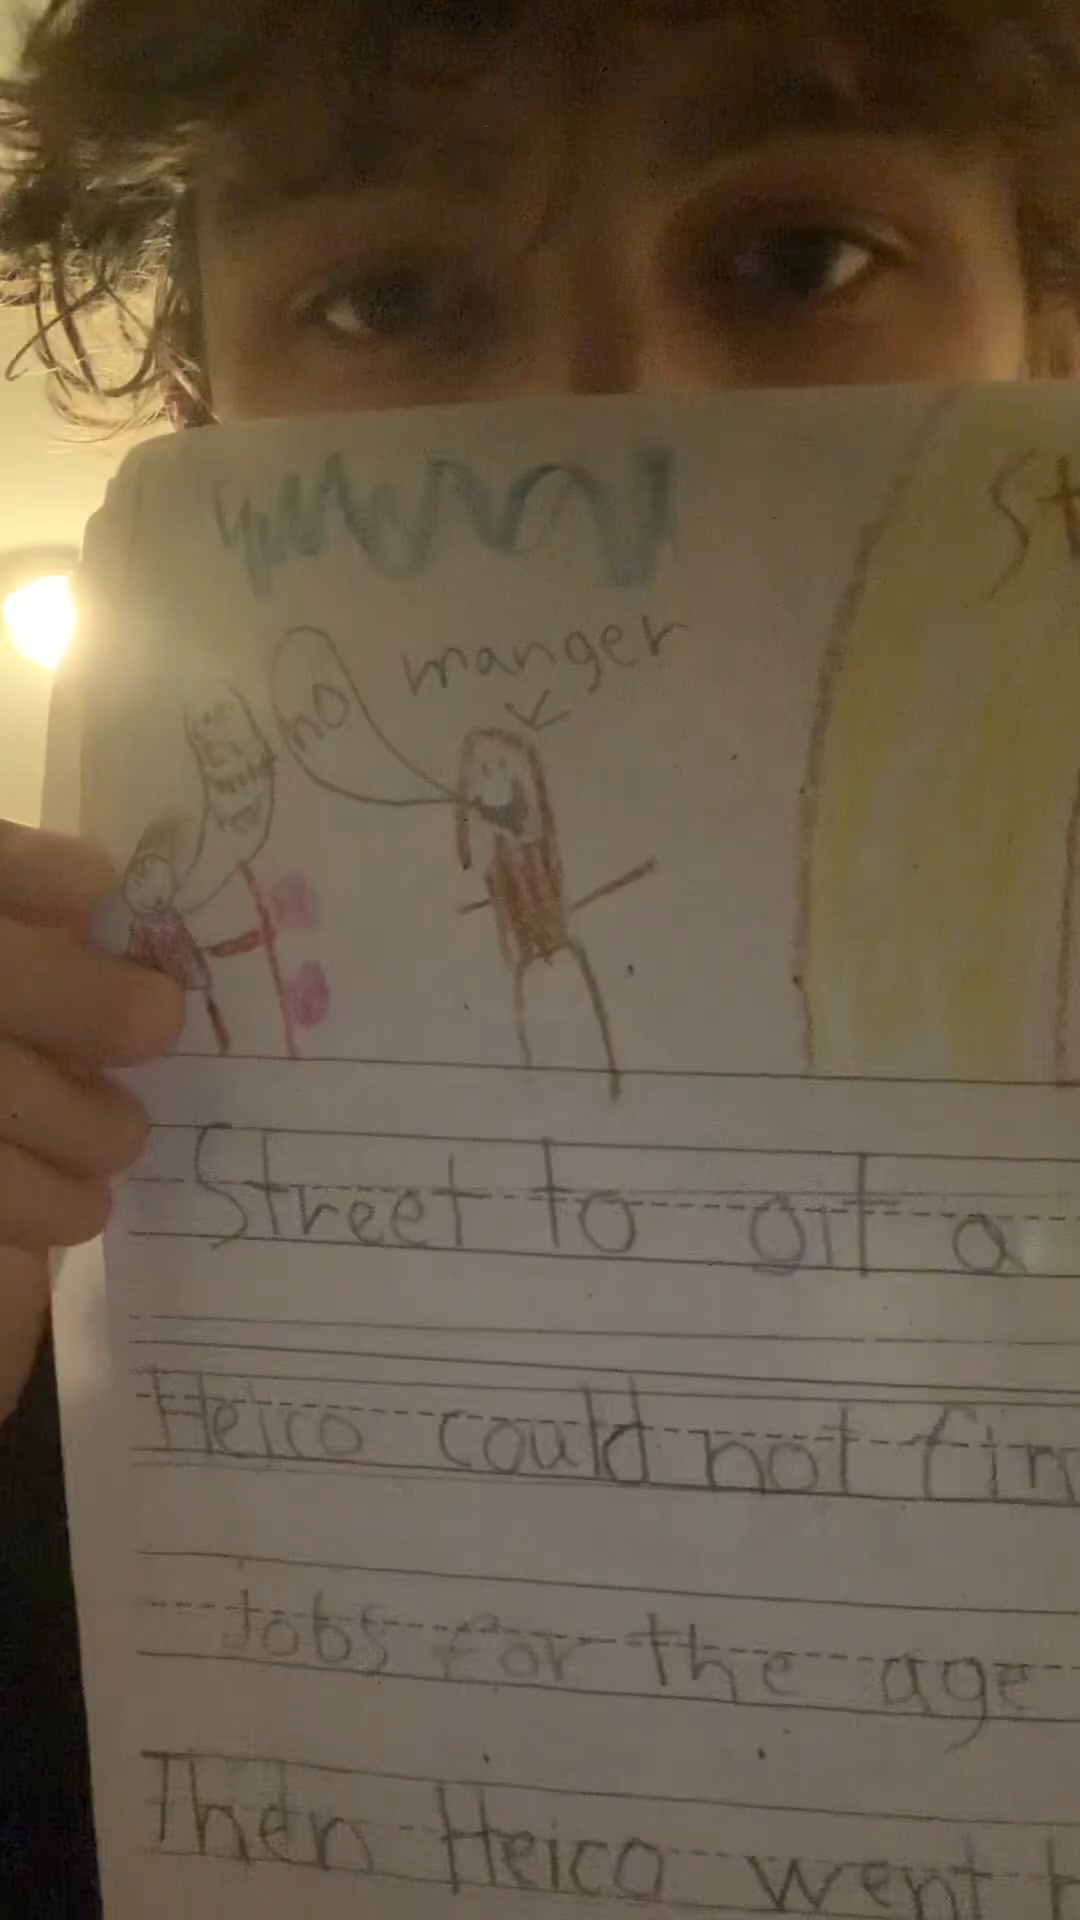 St
manger
no
Street to git a
Heico could not fin
Jobs for the age
Then Heico went h